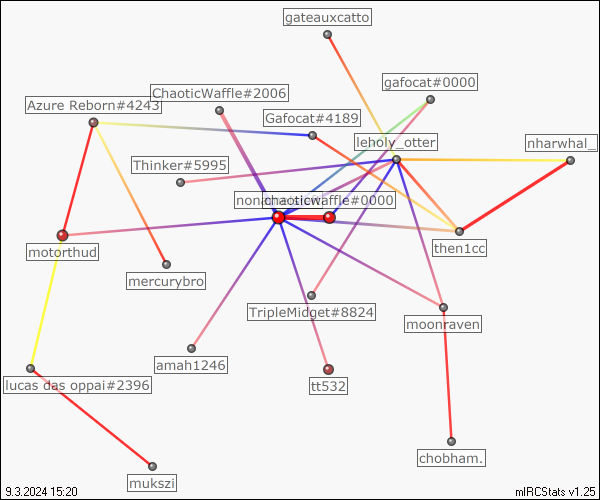 gateauxcatto
gafocat#0000
ChaoticWaffle#2006
Azure Reborn#4243
Gafocat#4189
leholy_otter
nharwhal_
Thinker#5995
chaoticwaffle#0000
then1cc
motorthud
mercurybro
TripleMidget#8824
moonraven
amah1246
lucas das oppai#2396
tt532
chobham.
mukszi
9.3.2024 15:20
mIRCStats v1.25